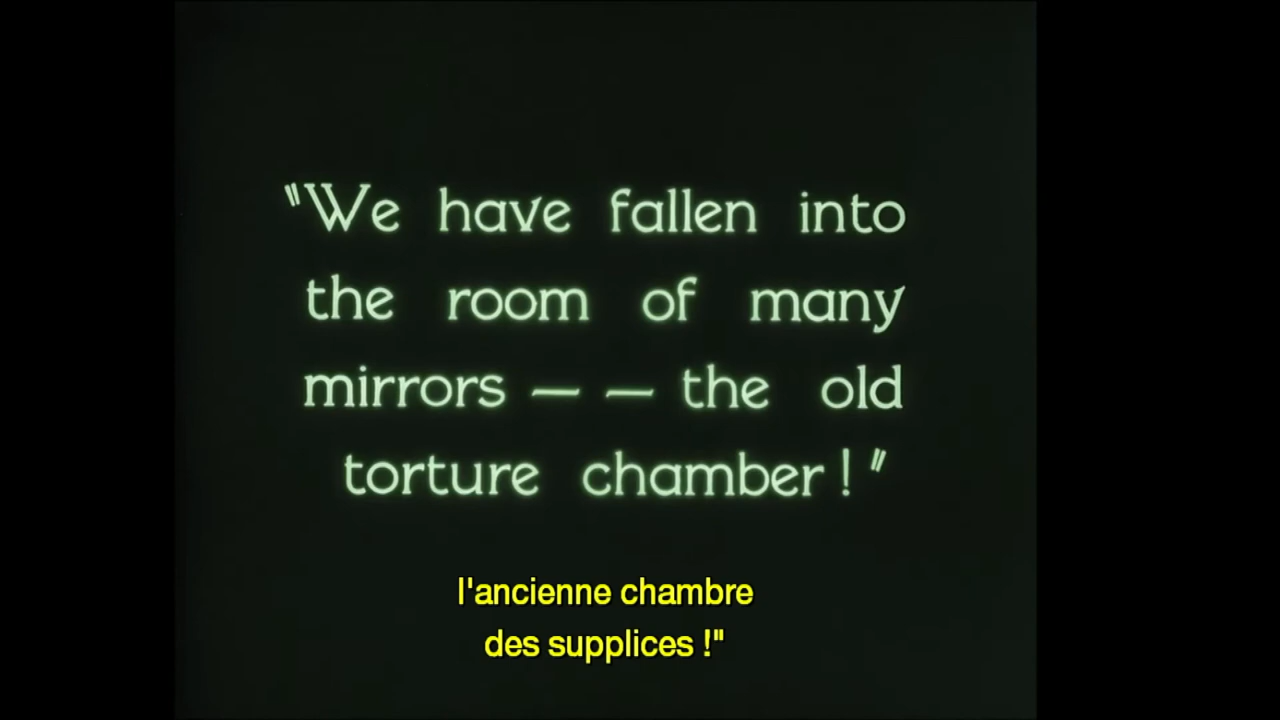 "We have fallen into
the room of many
mirrors — — the old
torture chamber!"
l'ancienne chambre
des supplices !"